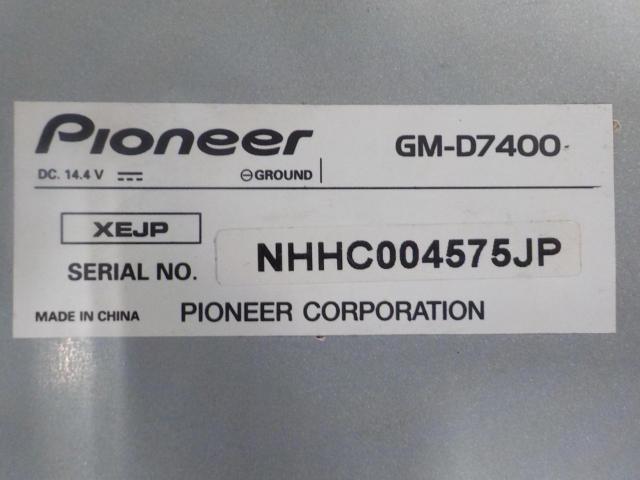 Pioneer GM-D7400
DC. 14.4 V ⎓ ⊖GROUND
XEJP
SERIAL NO. NHHC004575JP
MADE IN CHINA PIONEER CORPORATION